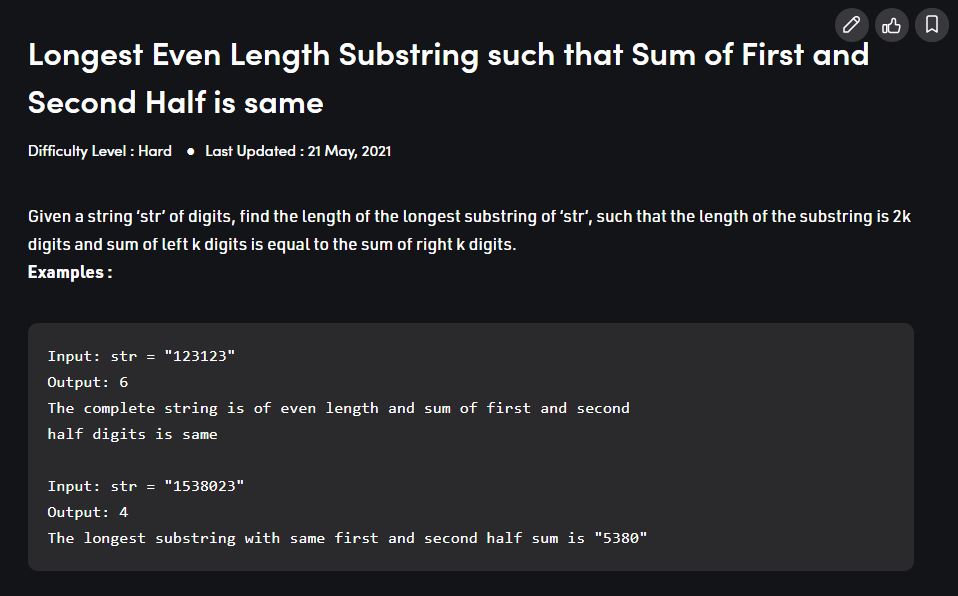 Longest Even Length Substring such that Sum of First and
Second Half is same
Difficulty Level : Hard ● Last Updated : 21 May, 2021
Given a string ‘str’ of digits, find the length of the longest substring of ‘str’, such that the length of the substring is 2k
digits and sum of left k digits is equal to the sum of right k digits.
Examples :
Input: str = "123123"
Output: 6
The complete string is of even length and sum of first and second
half digits is same
Input: str = "1538023"
Output: 4
The longest substring with same first and second half sum is "5380"